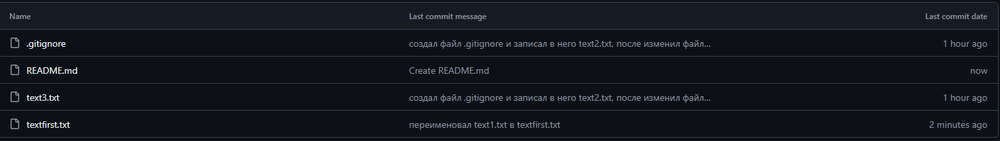 Name Last commit message Last commit date
.gitignore создал файл .gitignore и записал в него text2.txt, после изменил файл... 1 hour ago
README.md Create README.md now
text3.txt создал файл .gitignore и записал в него text2.txt, после изменил файл... 1 hour ago
textfirst.txt переименовал text1.txt в textfirst.txt 2 minutes ago